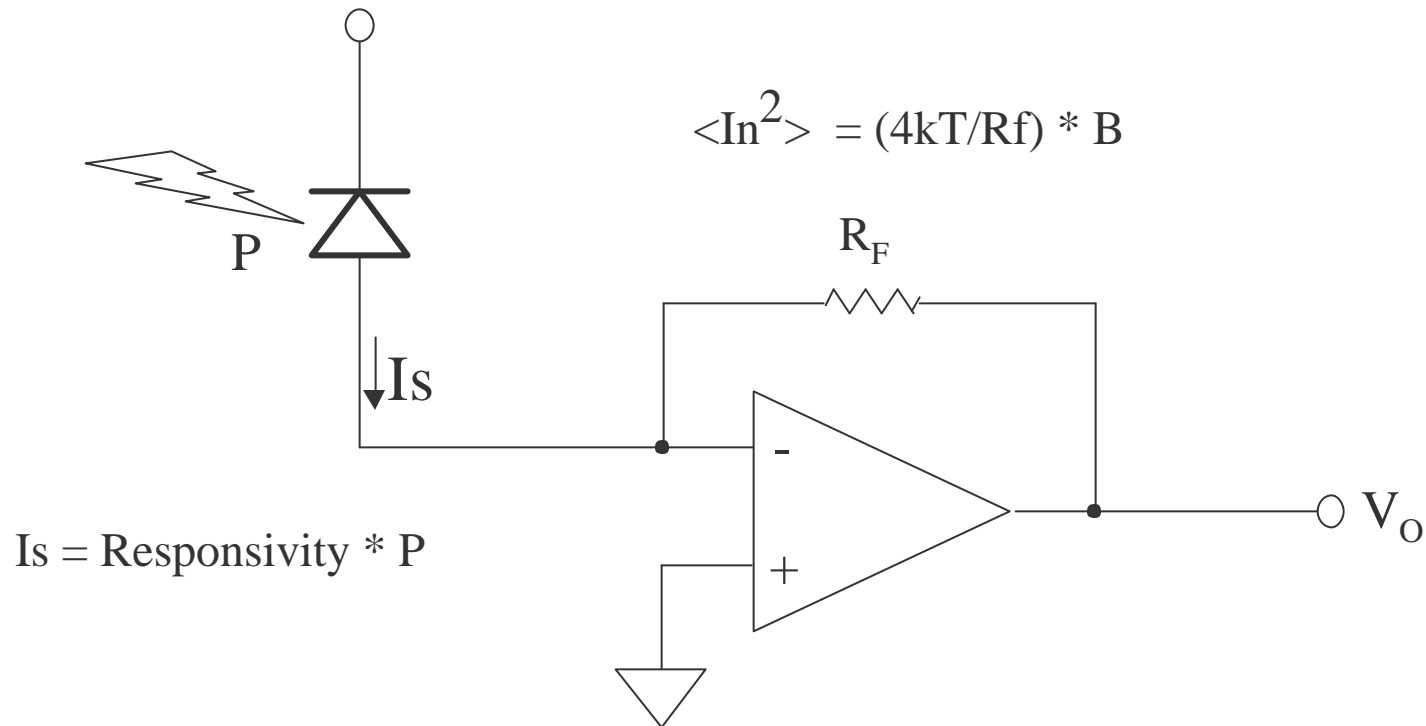 <In²> = (4kT/Rf) * B
P
R_F
Is
-
+
V_O
Is = Responsivity * P